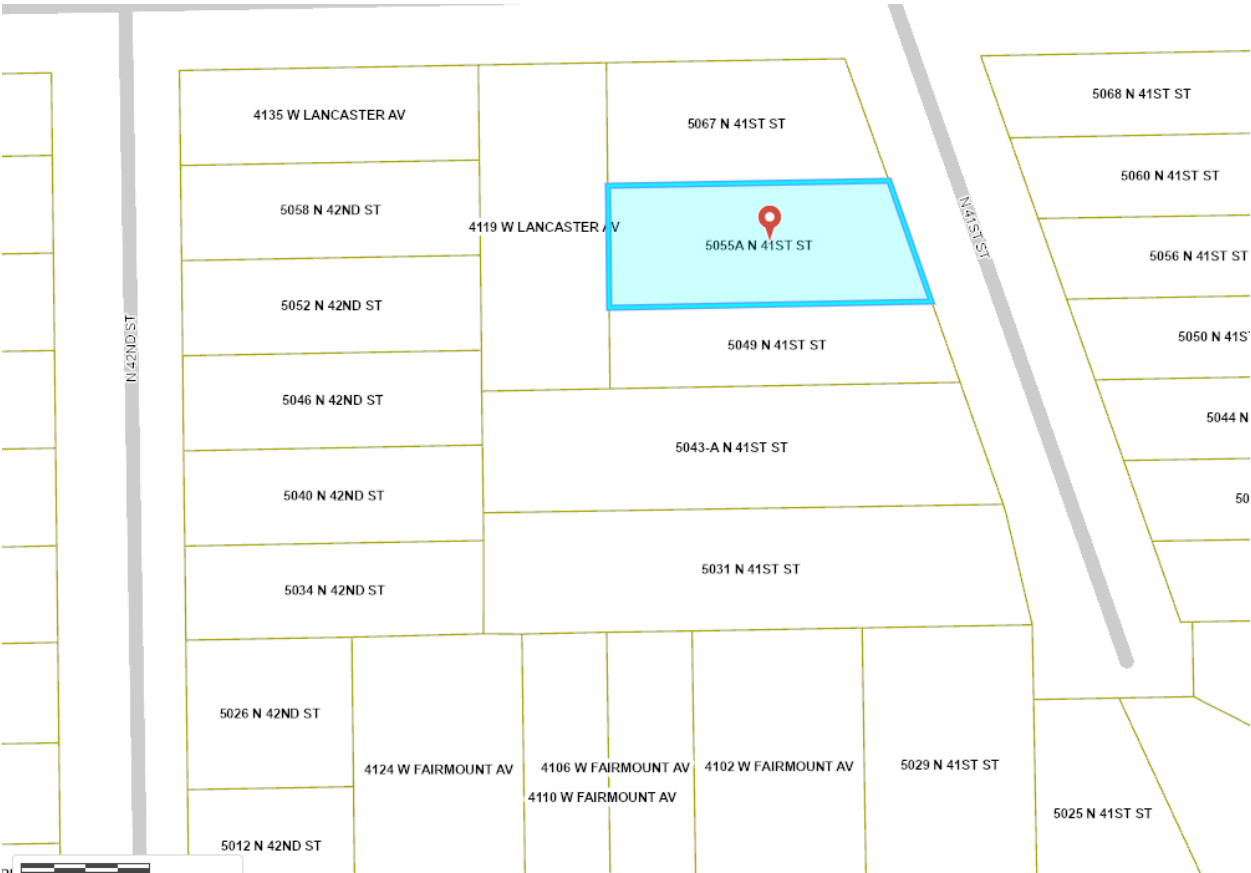 5068 N 41ST ST
4135 W LANCASTER AV
5067 N 41ST ST
5060 N 41ST ST
5058 N 42ND ST
4119 W LANCASTER AV
N 41ST ST
5055A N 41ST ST
5056 N 41ST ST
5052 N 42ND ST
N 42ND ST
5049 N 41ST ST
5050 N 41ST
5046 N 42ND ST
5044 N
5043-A N 41ST ST
5040 N 42ND ST
50
5031 N 41ST ST
5034 N 42ND ST
5026 N 42ND ST
4124 W FAIRMOUNT AV
4106 W FAIRMOUNT AV
4102 W FAIRMOUNT AV
5029 N 41ST ST
4110 W FAIRMOUNT AV
5025 N 41ST ST
5012 N 42ND ST